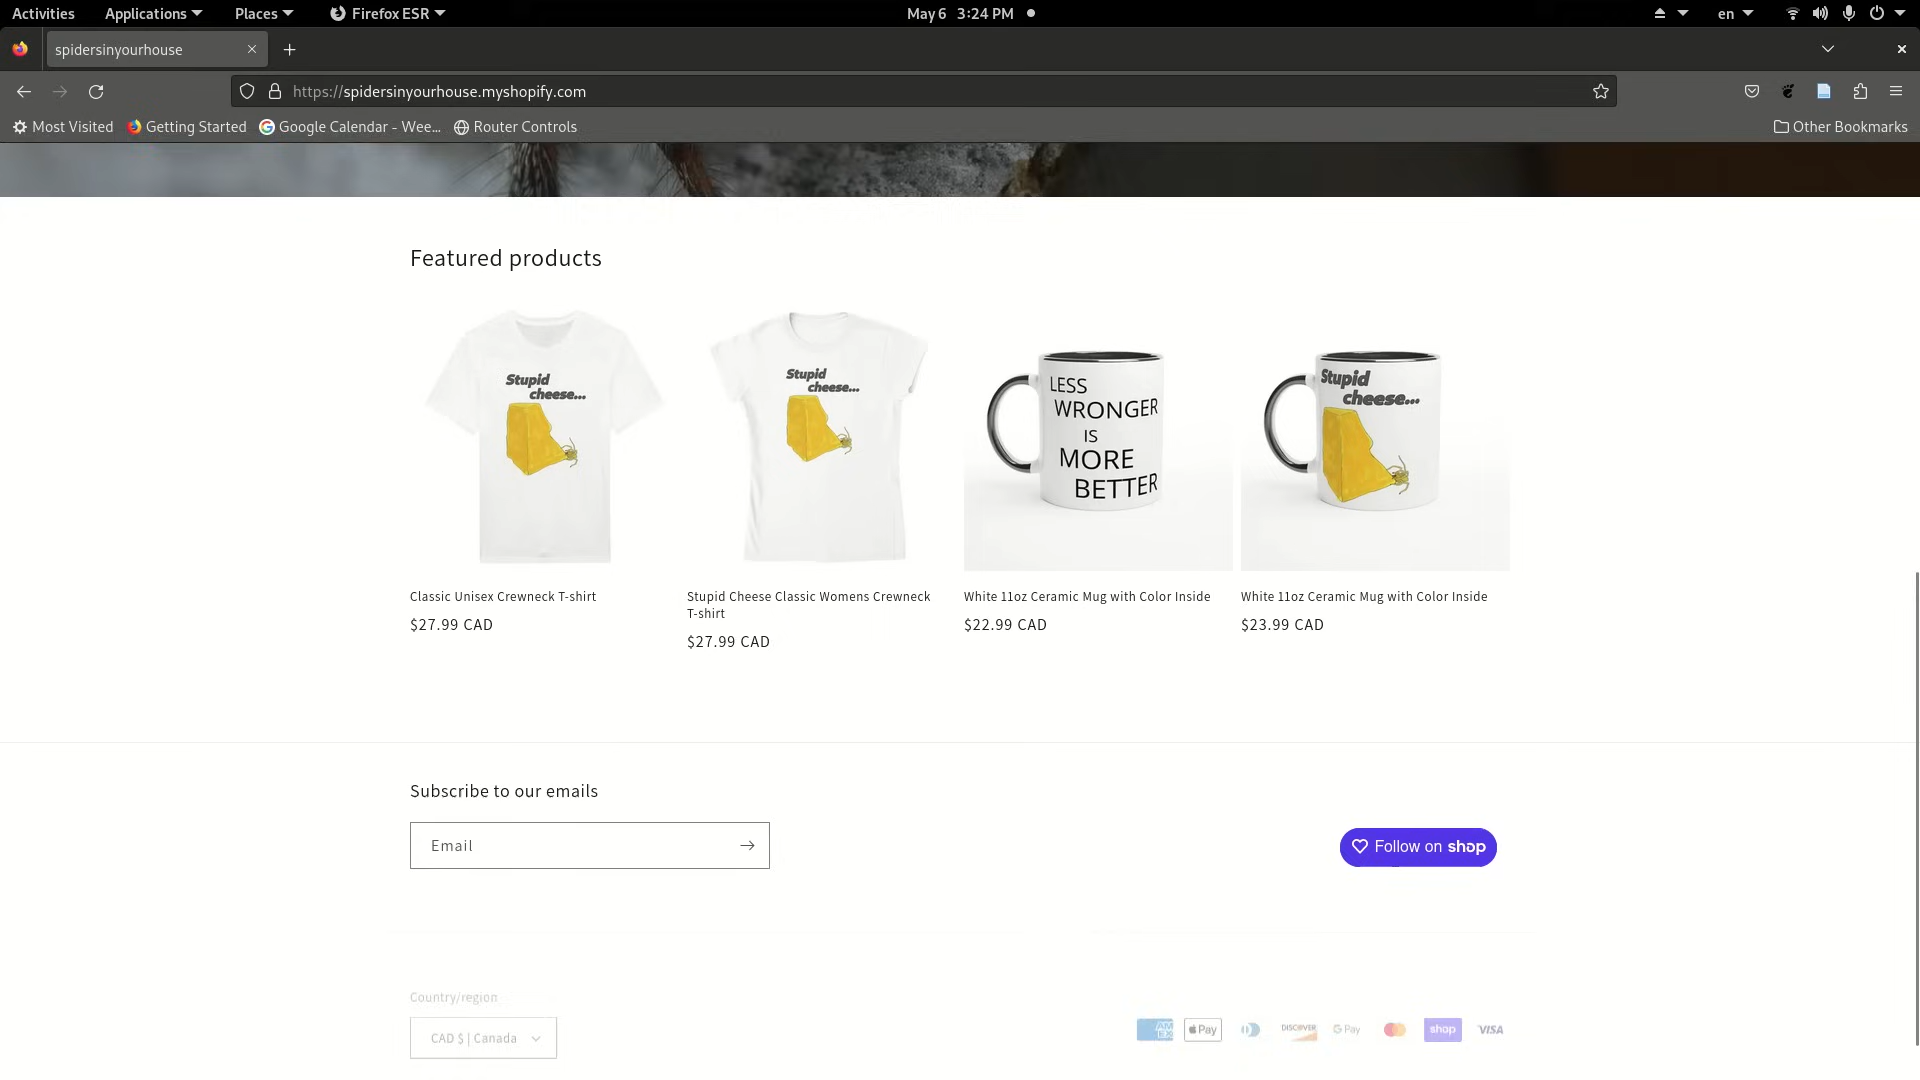 Activities Applications Places Firefox ESR May 6 3:24 PM en
spidersinyourhouse
https://spidersinyourhouse.myshopify.com
Most Visited Getting Started Google Calendar - Wee... Router Controls Other Bookmarks
Featured products
Stupid
cheese...
Stupid
cheese...
LESS
WRONGER
IS
MORE
BETTER
Stupid
cheese...
Classic Unisex Crewneck T-shirt
$27.99 CAD
Stupid Cheese Classic Womens Crewneck
T-shirt
$27.99 CAD
White 11oz Ceramic Mug with Color Inside
$22.99 CAD
White 11oz Ceramic Mug with Color Inside
$23.99 CAD
Subscribe to our emails
Email
Follow on shop
Country/region
CAD $ | Canada
AM EX Pay DISCOVER G Pay shop VISA